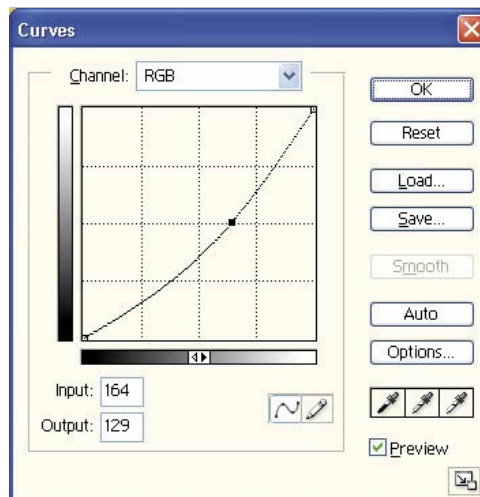 Curves
Channel: RGB
OK
Reset
Load...
Save...
Smooth
Auto
Options...
Input: 164
Output: 129
Preview